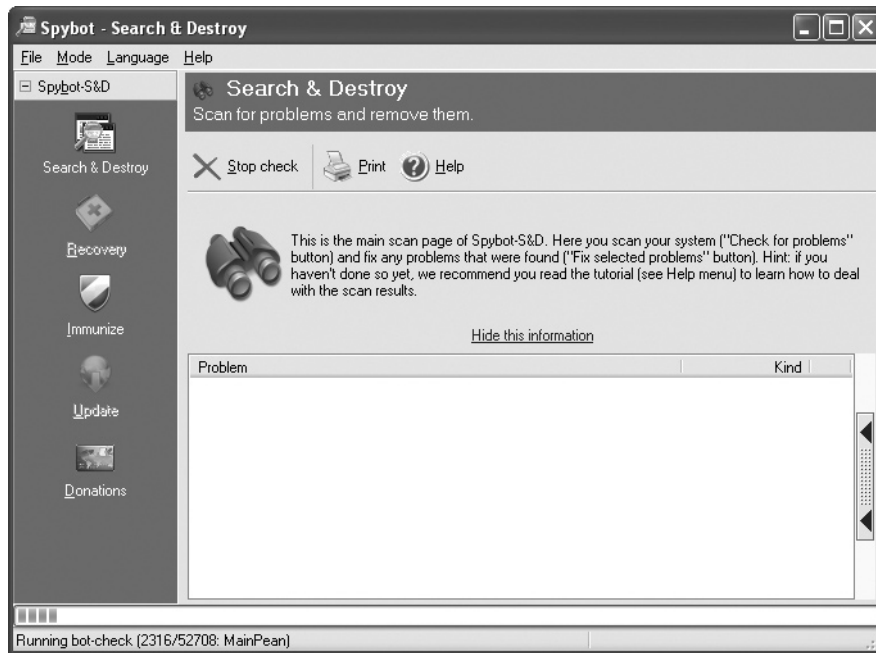 Spybot - Search & Destroy
File Mode Language Help
Spybot-S&D
Search & Destroy
Recovery
Immunize
Update
Donations
Search & Destroy
Scan for problems and remove them.
Stop check Print Help
This is the main scan page of Spybot-S&D. Here you scan your system ("Check for problems"
button) and fix any problems that were found ("Fix selected problems" button). Hint: if you
haven't done so yet, we recommend you read the tutorial (see Help menu) to learn how to deal
with the scan results.
Hide this information
Problem Kind
Running bot-check (2316/52708: MainPean)